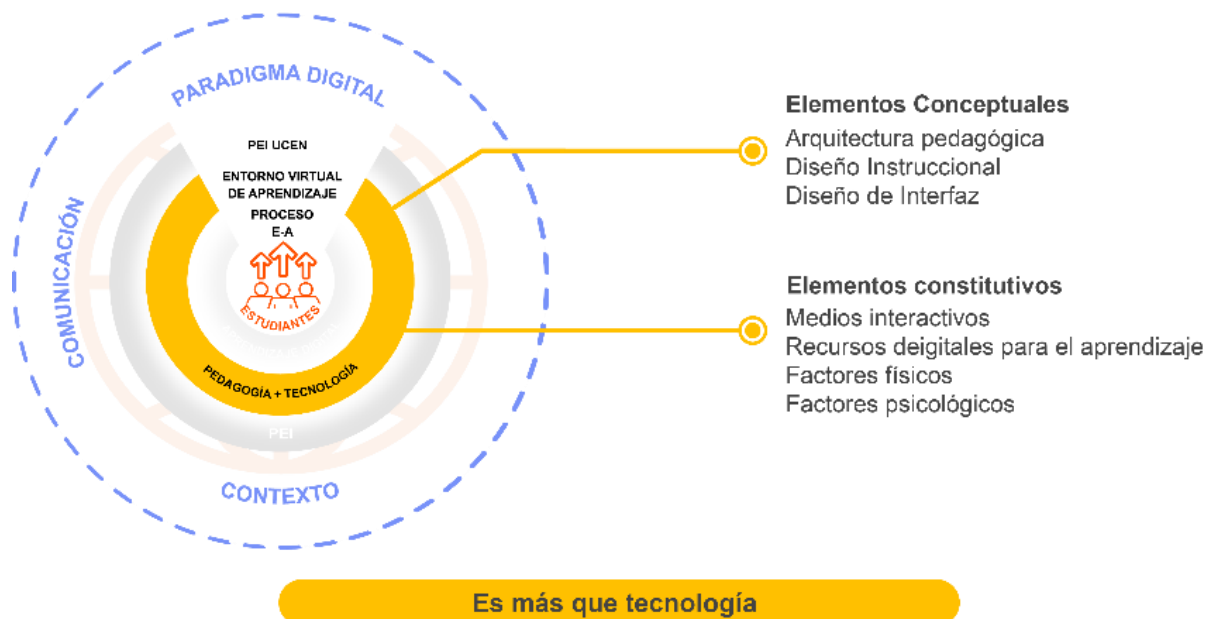 PARADIGMA DIGITAL
COMUNICACIÓN
CONTEXTO
PEI UCEN
ENTORNO VIRTUAL
DE APRENDIZAJE
PROCESO
E-A
ESTUDIANTES
PEDAGOGÍA + TECNOLOGÍA
PEI
Elementos Conceptuales
Arquitectura pedagógica
Diseño Instruccional
Diseño de Interfaz
Elementos constitutivos
Medios interactivos
Recursos deigitales para el aprendizaje
Factores físicos
Factores psicológicos
Es más que tecnología